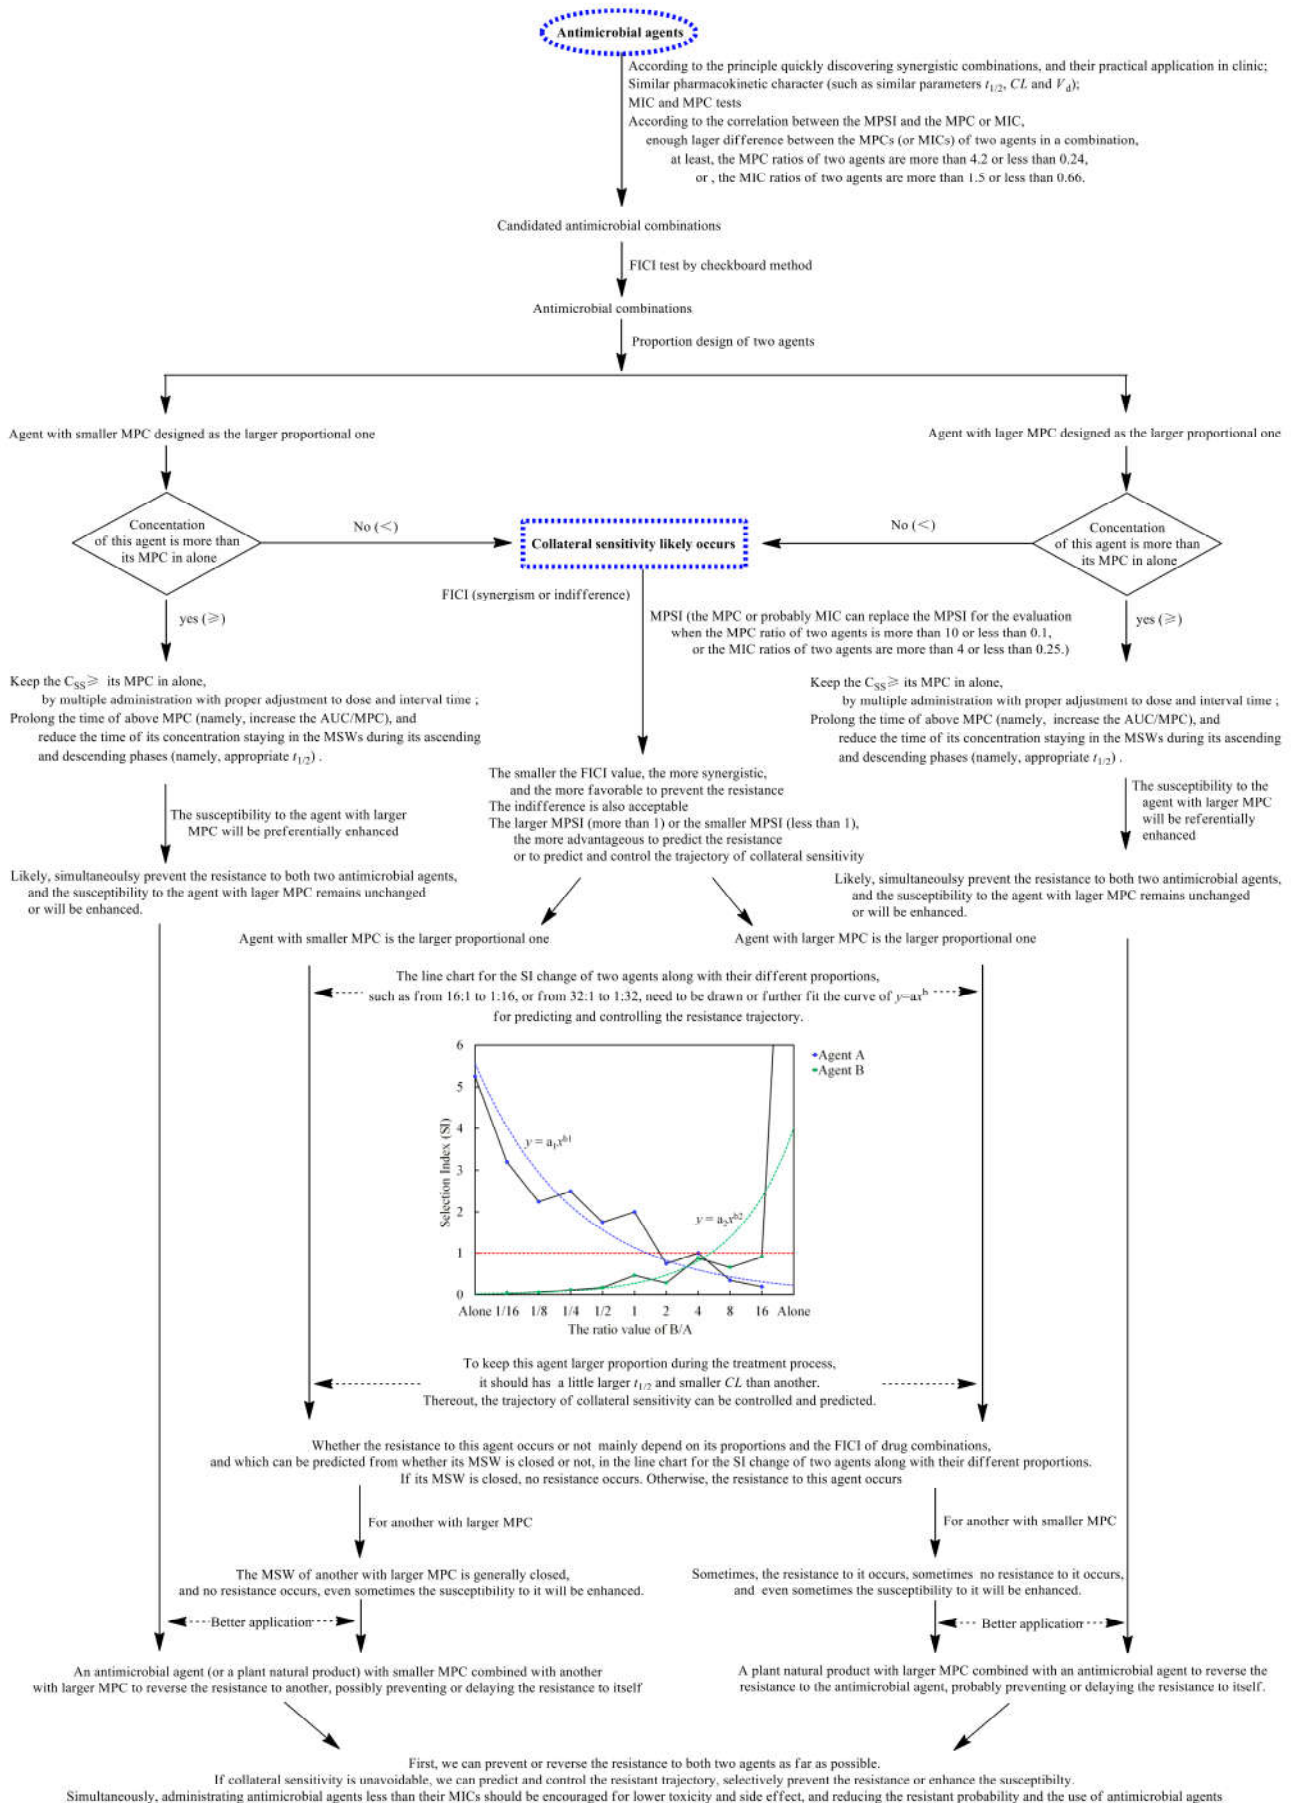 Antimicrobial agents
According to the principle quickly discovering synergistic combinations, and their practical application in clinic;
Similar pharmacokinetic character (such as similar parameters t1/2, CL and Vd);
MIC and MPC tests
According to the correlation between the MPSI and the MPC or MIC,
enough lager difference between the MPCs (or MICs) of two agents in a combination,
at least, the MPC ratios of two agents are more than 4.2 or less than 0.24,
or , the MIC ratios of two agents are more than 1.5 or less than 0.66.
Candidated antimicrobial combinations
FICI test by checkboard method
Antimicrobial combinations
Proportion design of two agents
Agent with smaller MPC designed as the larger proportional one
Agent with lager MPC designed as the larger proportional one
Concentation
of this agent is more than
its MPC in alone
No (<)
Collateral sensitivity likely occurs
No (<)
Concentation
of this agent is more than
its MPC in alone
FICI (synergism or indifference)
yes (≥)
MPSI (the MPC or probably MIC can replace the MPSI for the evaluation
when the MPC ratio of two agents is more than 10 or less than 0.1,
or the MIC ratios of two agents are more than 4 or less than 0.25.)
yes (≥)
Keep the CSS≥ its MPC in alone,
by multiple administration with proper adjustment to dose and interval time ;
Prolong the time of above MPC (namely, increase the AUC/MPC), and
reduce the time of its concentration staying in the MSWs during its ascending
and descending phases (namely, appropriate t1/2) .
Keep the CSS≥ its MPC in alone,
by multiple administration with proper adjustment to dose and interval time ;
Prolong the time of above MPC (namely, increase the AUC/MPC), and
reduce the time of its concentration staying in the MSWs during its ascending
and descending phases (namely, appropriate t1/2) .
The smaller the FICI value, the more synergistic,
and the more favorable to prevent the resistance
The indifference is also acceptable
The larger MPSI (more than 1) or the smaller MPSI (less than 1),
the more advantageous to predict the resistance
or to predict and control the trajectory of collateral sensitivity
The susceptibility to the agent with larger
MPC will be preferentially enhanced
The susceptibility to the
agent with larger MPC
will be referentially
enhanced
Likely, simultaneoulsy prevent the resistance to both two antimicrobial agents,
and the susceptibility to the agent with lager MPC remains unchanged
or will be enhanced.
Likely, simultaneoulsy prevent the resistance to both two antimicrobial agents,
and the susceptibility to the agent with lager MPC remains unchanged
or will be enhanced.
Agent with smaller MPC is the larger proportional one
Agent with larger MPC is the larger proportional one
The line chart for the SI change of two agents along with their different proportions,
such as from 16:1 to 1:16, or from 32:1 to 1:32, need to be drawn or further fit the curve of y=ax^b
for predicting and controlling the resistance trajectory.
Agent A
Agent B
Selection Index (SI)
6
5
4
3
2
1
0
y = a1x^b1
y = a2x^b2
Alone 1/16 1/8 1/4 1/2 1 2 4 8 16 Alone
The ratio value of B/A
To keep this agent larger proportion during the treatment process,
it should has a little larger t1/2 and smaller CL than another.
Thereout, the trajectory of collateral sensitivity can be controlled and predicted.
Whether the resistance to this agent occurs or not mainly depend on its proportions and the FICI of drug combinations,
and which can be predicted from whether its MSW is closed or not, in the line chart for the SI change of two agents along with their different proportions.
If its MSW is closed, no resistance occurs. Otherwise, the resistance to this agent occurs
For another with larger MPC
For another with smaller MPC
The MSW of another with larger MPC is generally closed,
and no resistance occurs, even sometimes the susceptibility to it will be enhanced.
Sometimes, the resistance to it occurs, sometimes no resistance to it occurs,
and even sometimes the susceptibility to it will be enhanced.
Better application
Better application
An antimicrobial agent (or a plant natural product) with smaller MPC combined with another
with larger MPC to reverse the resistance to another, possibly preventing or delaying the resistance to itself
A plant natural product with larger MPC combined with an antimicrobial agent to reverse the
resistance to the antimicrobial agent, probably preventing or delaying the resistance to itself.
First, we can prevent or reverse the resistance to both two agents as far as possible.
If collateral sensitivity is unavoidable, we can predict and control the resistant trajectory, selectively prevent the resistance or enhance the susceptibilty.
Simultaneously, administrating antimicrobial agents less than their MICs should be encouraged for lower toxicity and side effect, and reducing the resistant probability and the use of antimicrobial agents